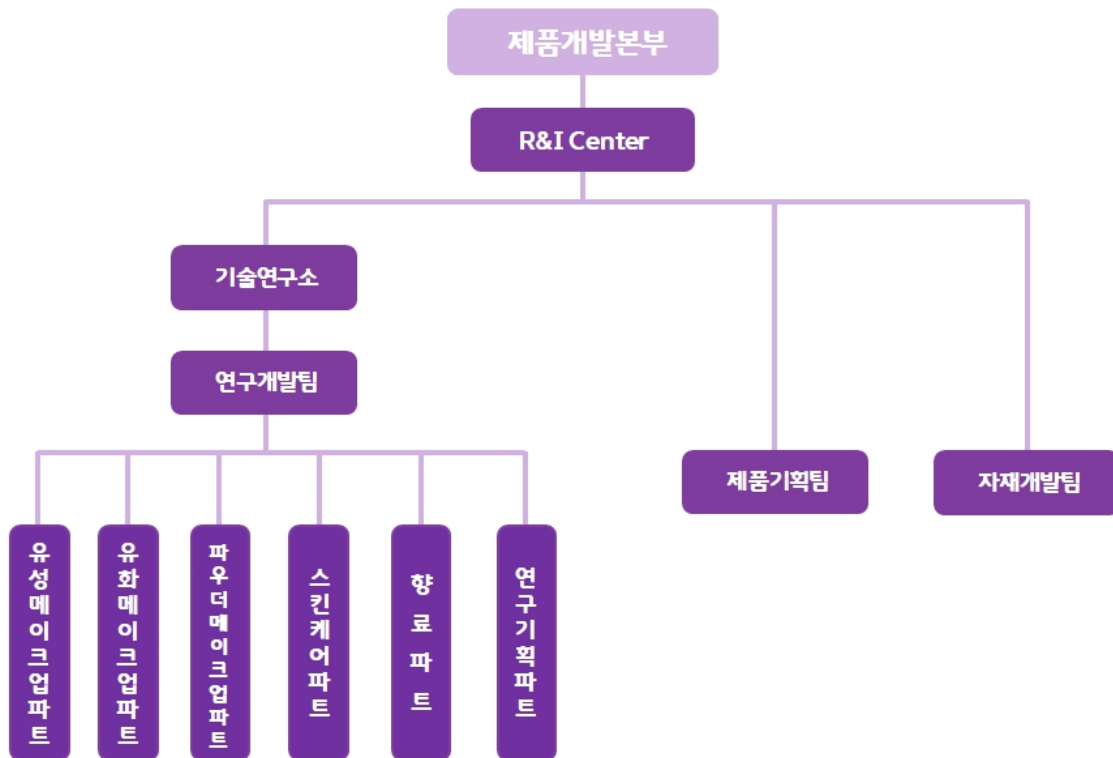 제품개발본부
R&I Center
기술연구소
연구개발팀
제품기획팀
자재개발팀
유성메이크업파트
유화메이크업파트
파우더메이크업파트
스킨케어파트
향료파트
연구기획파트